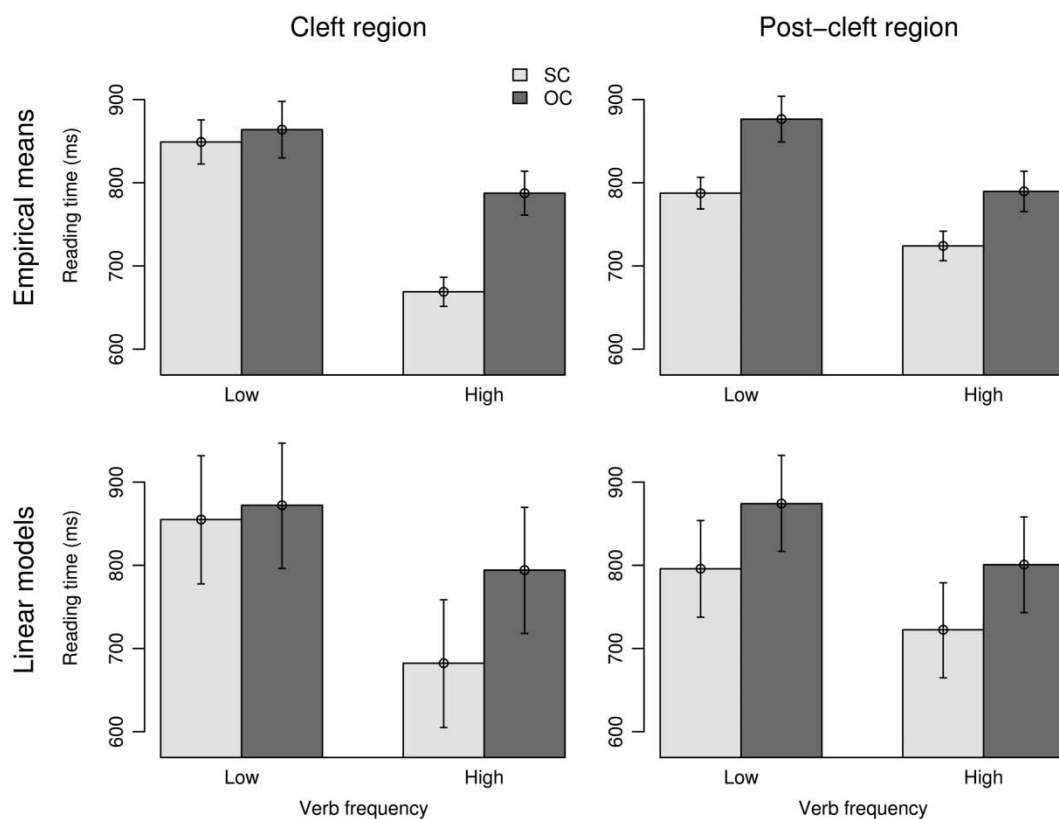 Cleft region
Post−cleft region
SC
OC
Empirical means
Reading time (ms)
900
800
700
600
Low
High
900
800
700
600
Low
High
Linear models
Reading time (ms)
900
800
700
600
Low
High
Verb frequency
900
800
700
600
Low
High
Verb frequency